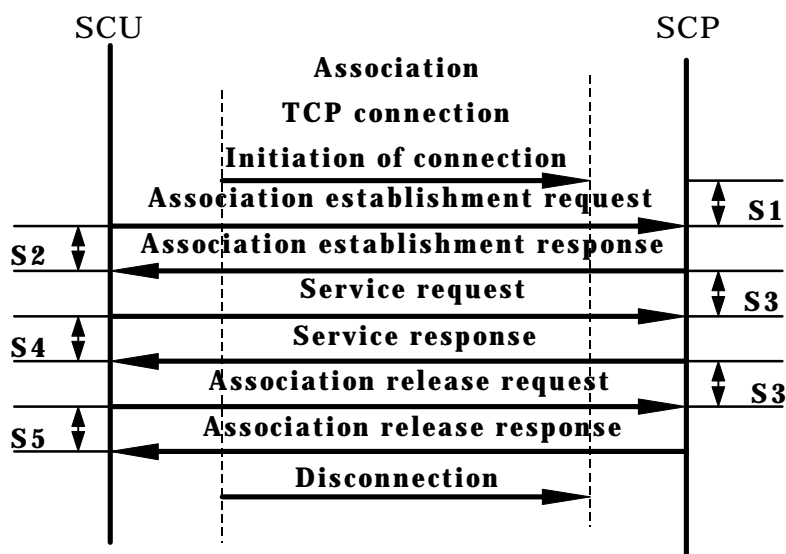 SCU
SCP
Association
TCP connection
Initiation of connection
Association establishment request
S1
Association establishment response
S2
Service request
S3
Service response
S4
Association release request
S3
Association release response
S5
Disconnection